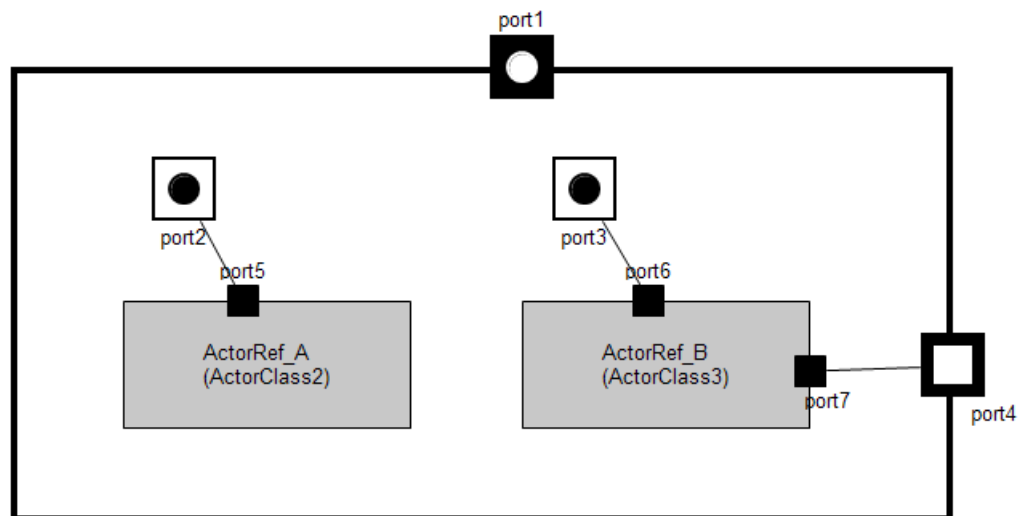 port1
port2
port3
port5
port6
ActorRef_A
(ActorClass2)
ActorRef_B
(ActorClass3)
port7
port4